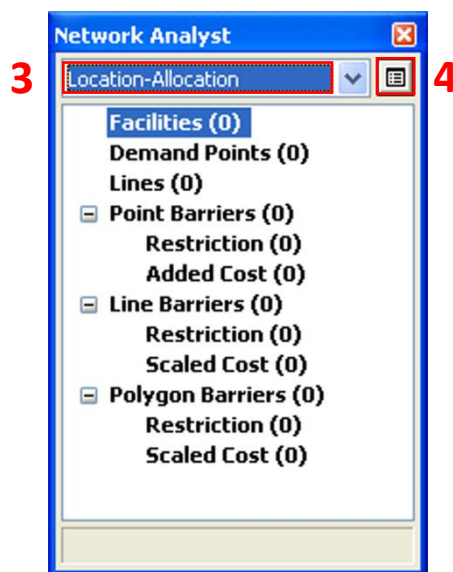 Network Analyst
3 Location-Allocation 4
Facilities (0)
Demand Points (0)
Lines (0)
Point Barriers (0)
Restriction (0)
Added Cost (0)
Line Barriers (0)
Restriction (0)
Scaled Cost (0)
Polygon Barriers (0)
Restriction (0)
Scaled Cost (0)